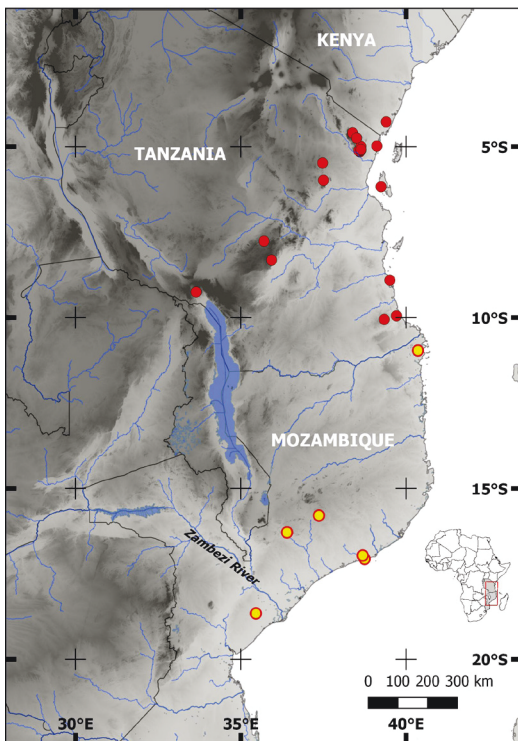 KENYA
5°S
TANZANIA
10°S
MOZAMBIQUE
15°S
Zambezi River
20°S
0 100 200 300 km
30°E 35°E 40°E